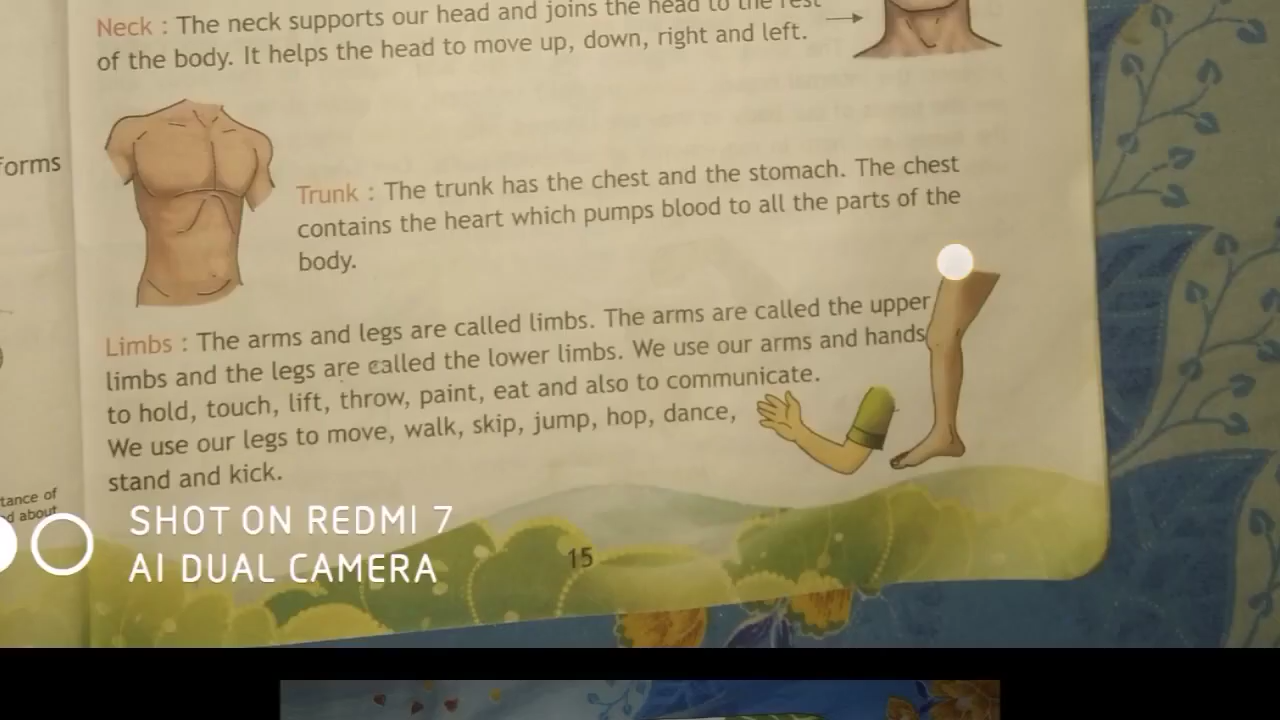 Neck : The neck supports our head and joins the head to the rest
of the body. It helps the head to move up, down, right and left.
forms
Trunk : The trunk has the chest and the stomach. The chest
contains the heart which pumps blood to all the parts of the
body.
Limbs : The arms and legs are called limbs. The arms are called the upper
limbs and the legs are called the lower limbs. We use our arms and hands
to hold, touch, lift, throw, paint, eat and also to communicate.
We use our legs to move, walk, skip, jump, hop, dance,
stand and kick.
tance of
d about
SHOT ON REDMI 7
AI DUAL CAMERA
15